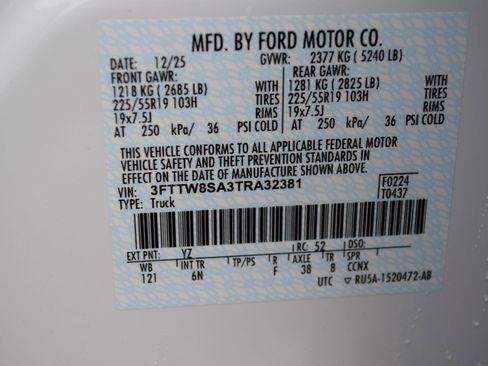 MFD. BY FORD MOTOR CO.
DATE: 12/25 GVWR: 2377 KG ( 5240 LB)
FRONT GAWR: REAR GAWR:
1218 KG ( 2685 LB) WITH 1281 KG ( 2825 LB) WITH
225/55R19 103H TIRES 225/55R19 103H TIRES
19x7.5J RIMS 19x7.5J RIMS
AT 250 kPa/ 36 PSI COLD AT 250 kPa/ 36 PSI COLD
THIS VEHICLE CONFORMS TO ALL APPLICABLE FEDERAL MOTOR
VEHICLE SAFETY AND THEFT PREVENTION STANDARDS IN
EFFECT ON THE DATE OF MANUFACTURE SHOWN ABOVE.
VIN: 3FTTW8SA3TRA32381 F0224
TYPE: Truck T0437
EXT PNT: YZ RC: 52 DSO:
WB INT TR TP/PS R AXLE TR SPR
121 6N F 38 8 CCNX
UTC RU5A-1520472-AB